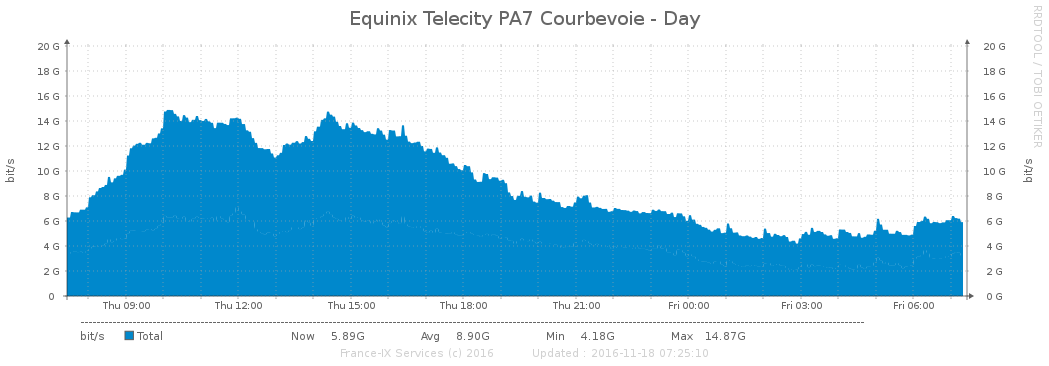 Equinix Telecity PA7 Courbevoie - Day
RRDTOOL / TOBI OETIKER
20 G 20 G
18 G 18 G
16 G 16 G
14 G 14 G
12 G 12 G
10 G 10 G
8 G 8 G
6 G 6 G
4 G 4 G
2 G 2 G
0 0 G
bit/s bit/s
Thu 09:00 Thu 12:00 Thu 15:00 Thu 18:00 Thu 21:00 Fri 00:00 Fri 03:00 Fri 06:00
bit/s Total Now 5.89G Avg 8.90G Min 4.18G Max 14.87G
France-IX Services (c) 2016 Updated : 2016-11-18 07:25:10